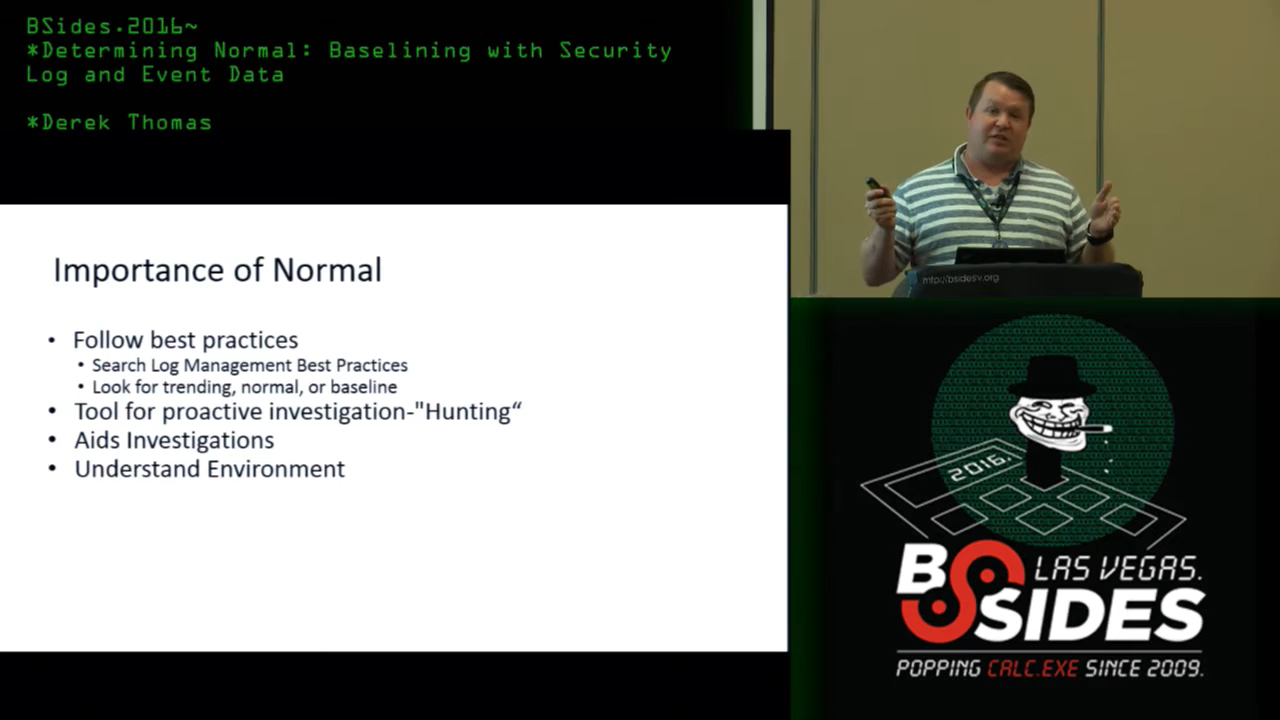 BSides.2016~
*Determining Normal: Baselining with Security
Log and Event Data
*Derek Thomas
Importance of Normal
• Follow best practices
• Search Log Management Best Practices
• Look for trending, normal, or baseline
• Tool for proactive investigation-"Hunting“
• Aids Investigations
• Understand Environment
http://bsideslv.org
2016.
BSIDES
LAS VEGAS.
POPPING CALC.EXE SINCE 2009.